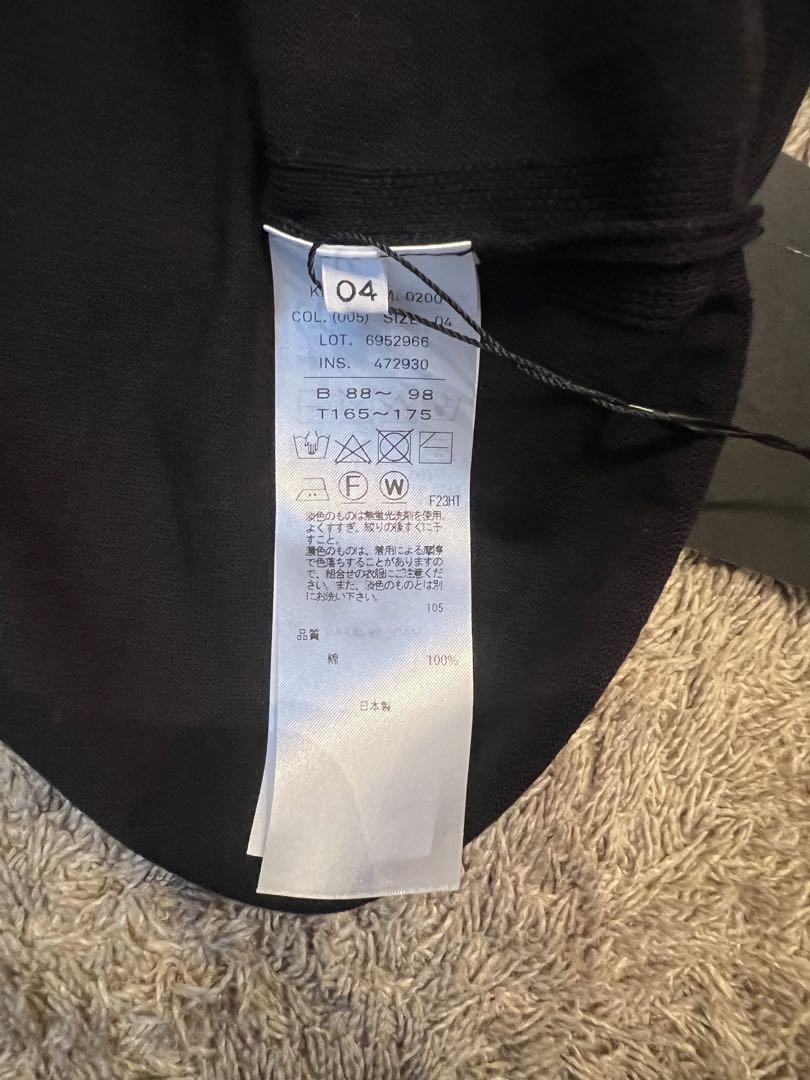 04
0200
COL. (005) SIZE 04
LOT. 6952966
INS. 472930
B 88～ 98
T165～175
F W
F23HT
淡色のものは無蛍光洗剤を使用。
よくすすぎ、絞りの後すぐに干
すこと。
濃色のものは、着用による摩擦
で色落ちすることがありますの
で、組合せの衣服にご注意くだ
さい。また、淡色のものとは別
にお洗い下さい。
105
品質
綿 100%
日本製